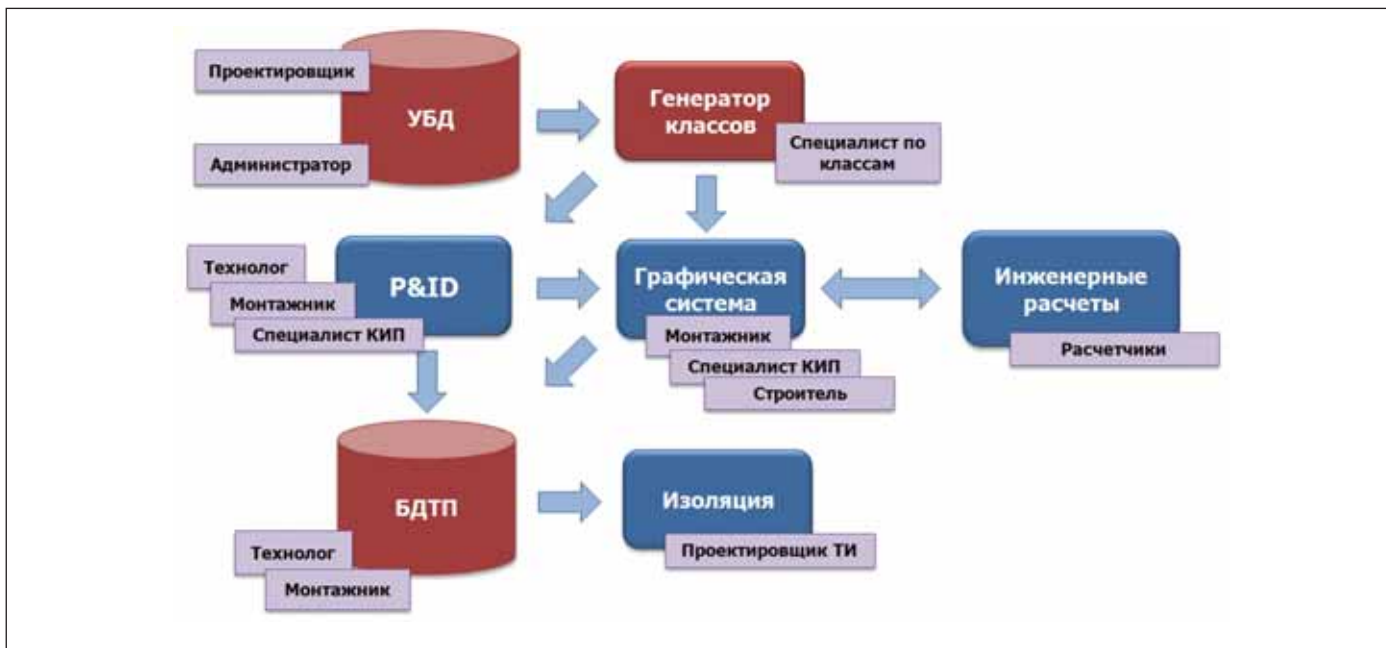 Проектировщик
УБД
Администратор
Генератор
классов
Специалист по
классам
Технолог
Монтажник
Специалист КИП
P&ID
Графическая
система
Монтажник
Специалист КИП
Строитель
Инженерные
расчеты
Расчетчики
БДТП
Технолог
Монтажник
Изоляция
Проектировщик ТИ